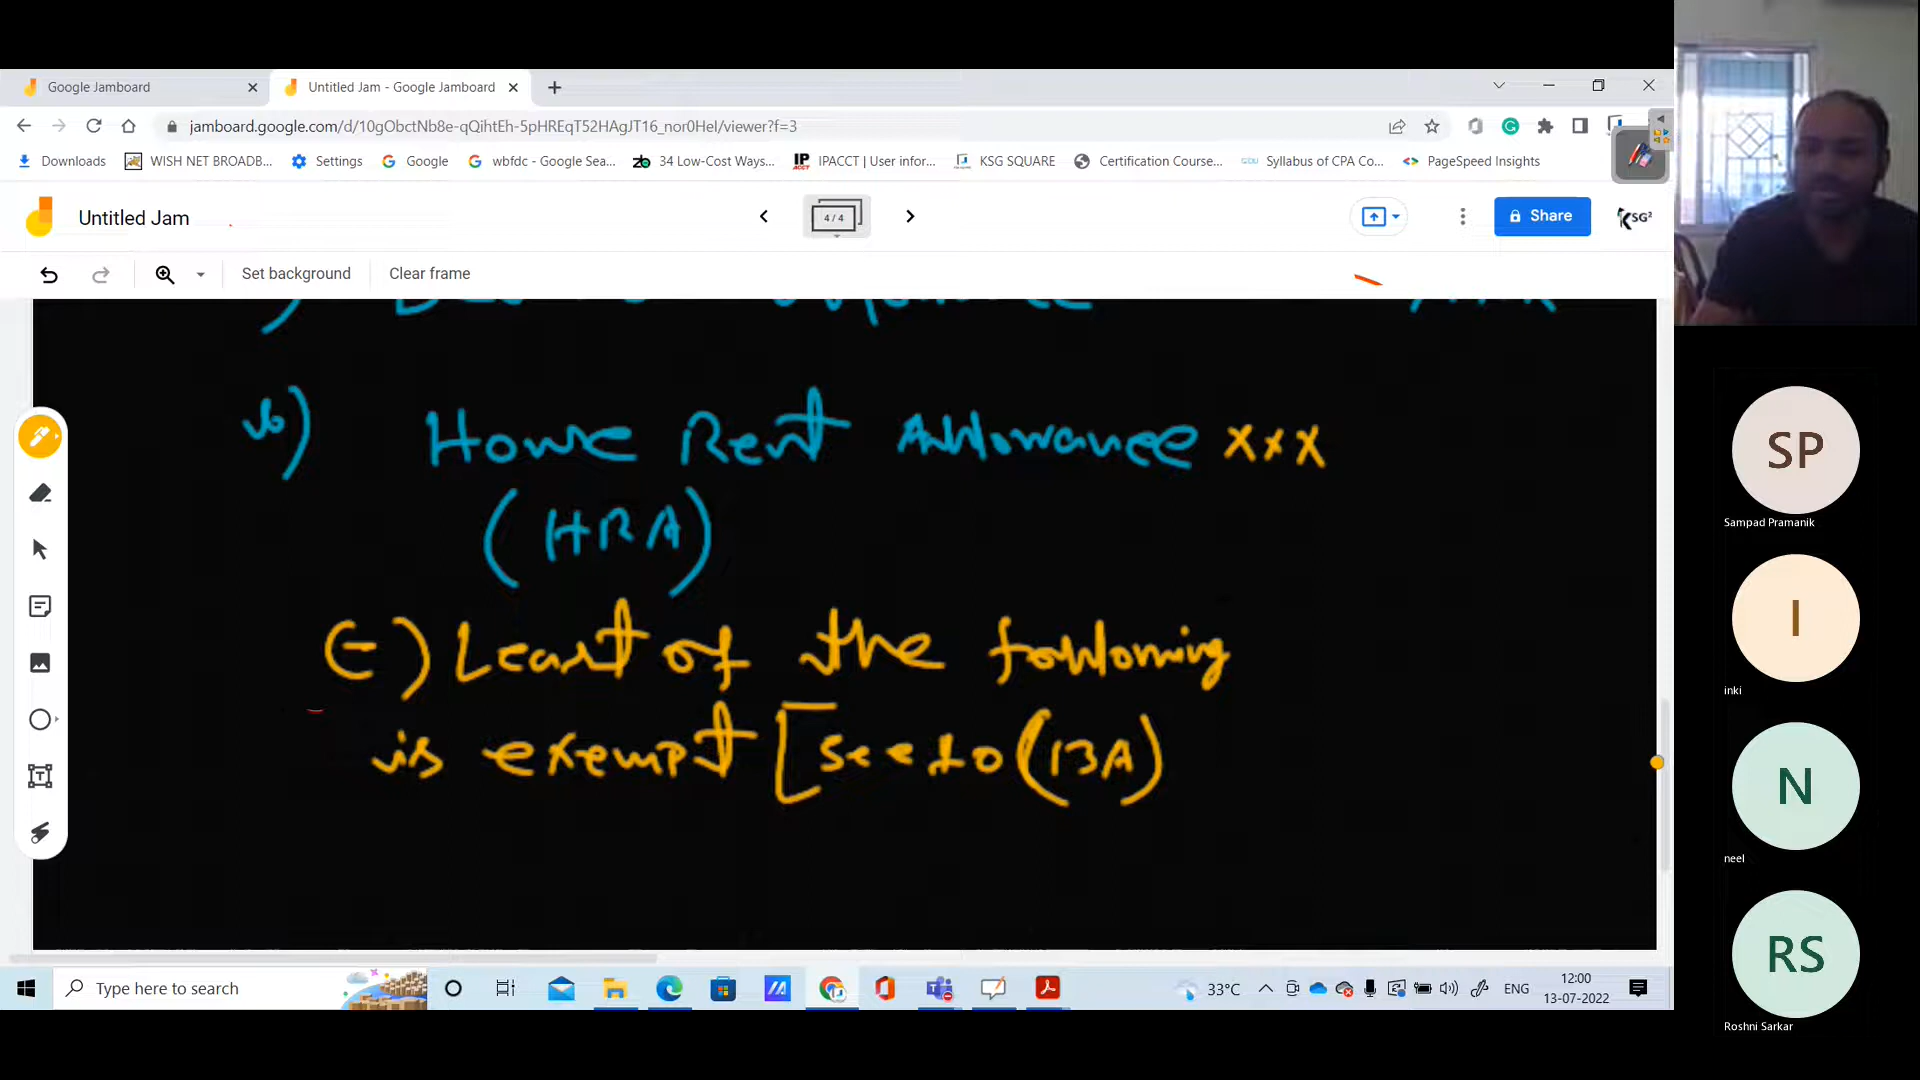 Google Jamboard
Untitled Jam - Google Jamboard
jamboard.google.com/d/10gObctNb8e-qQihtEh-5pHREqT52HAgJT16_nor0HeI/viewer?f=3
Downloads WISH NET BROADB... Settings Google wbfdc - Google Sea... 34 Low-Cost Ways... IPACCT | User infor... KSG SQUARE Certification Course... Syllabus of CPA Co... PageSpeed Insights
Untitled Jam
4 / 4
Share
KSG²
Set background Clear frame
House Rent Allowance xxx
(HRA)
(-) Least of the following
is exempt [Sec 10(13A)
SP
Sampad Pramanik
I
inki
N
neel
RS
Roshni Sarkar
Type here to search
33°C
ENG
12:00
13-07-2022